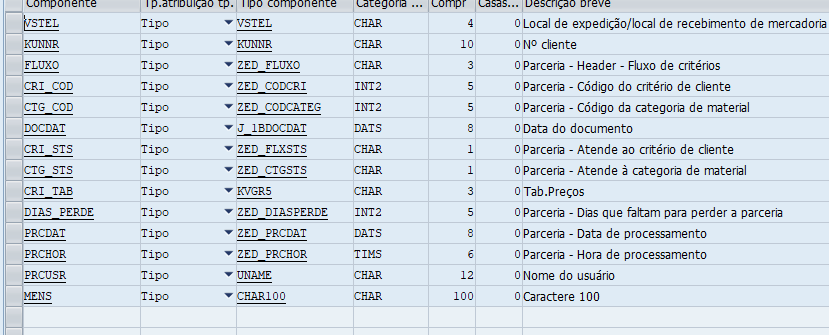 Componente Tp.atribuição tp. Tipo componente Categoria ... Compr Casas... Descrição breve
VSTEL Tipo VSTEL CHAR 4 0 Local de expedição/local de recebimento de mercadoria
KUNNR Tipo KUNNR CHAR 10 0 Nº cliente
FLUXO Tipo ZED_FLUXO CHAR 3 0 Parceria - Header - Fluxo de critérios
CRI_COD Tipo ZED_CODCRI INT2 5 0 Parceria - Código do critério de cliente
CTG_COD Tipo ZED_CODCATEG INT2 5 0 Parceria - Código da categoria de material
DOCDAT Tipo J_1BDOCDAT DATS 8 0 Data do documento
CRI_STS Tipo ZED_FLXSTS CHAR 1 0 Parceria - Atende ao critério de cliente
CTG_STS Tipo ZED_CTGSTS CHAR 1 0 Parceria - Atende à categoria de material
CRI_TAB Tipo KVGR5 CHAR 3 0 Tab.Preços
DIAS_PERDE Tipo ZED_DIASPERDE INT2 5 0 Parceria - Dias que faltam para perder a parceria
PRCDAT Tipo ZED_PRCDAT DATS 8 0 Parceria - Data de processamento
PRCHOR Tipo ZED_PRCHOR TIMS 6 0 Parceria - Hora de processamento
PRCUSR Tipo UNAME CHAR 12 0 Nome do usuário
MENS Tipo CHAR100 CHAR 100 0 Caractere 100